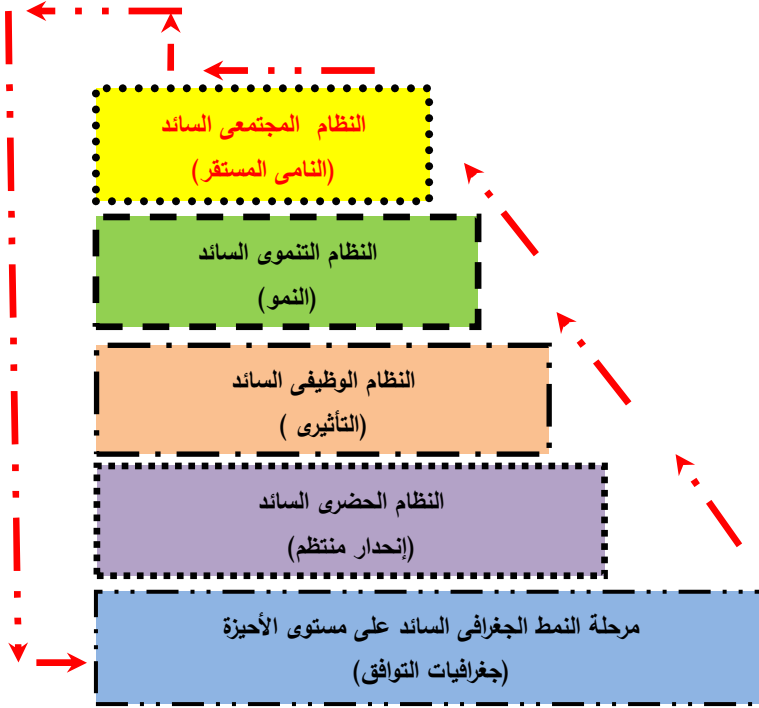 النظام المجتمعى السائد
(النامى المستقر)
النظام التنموى السائد
(النمو)
النظام الوظيفى السائد
(التأثيرى )
النظام الحضرى السائد
(إنحدار منتظم)
مرحلة النمط الجغرافى السائد على مستوى الأحيزة
(جغرافيات التوافق)